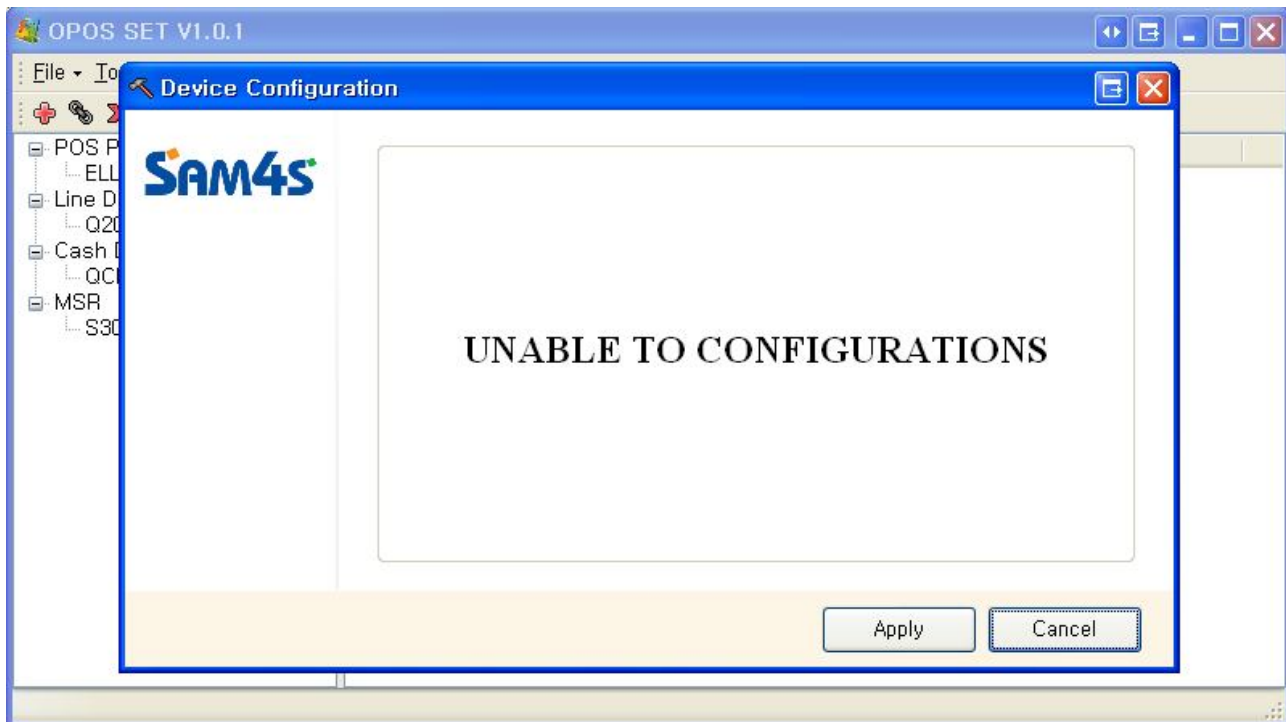 OPOS SET V1.0.1
File
Device Configuration
SAM4S
POS P
ELL
Line D
Q20
Cash D
QC
MSR
S30
UNABLE TO CONFIGURATIONS
Apply
Cancel